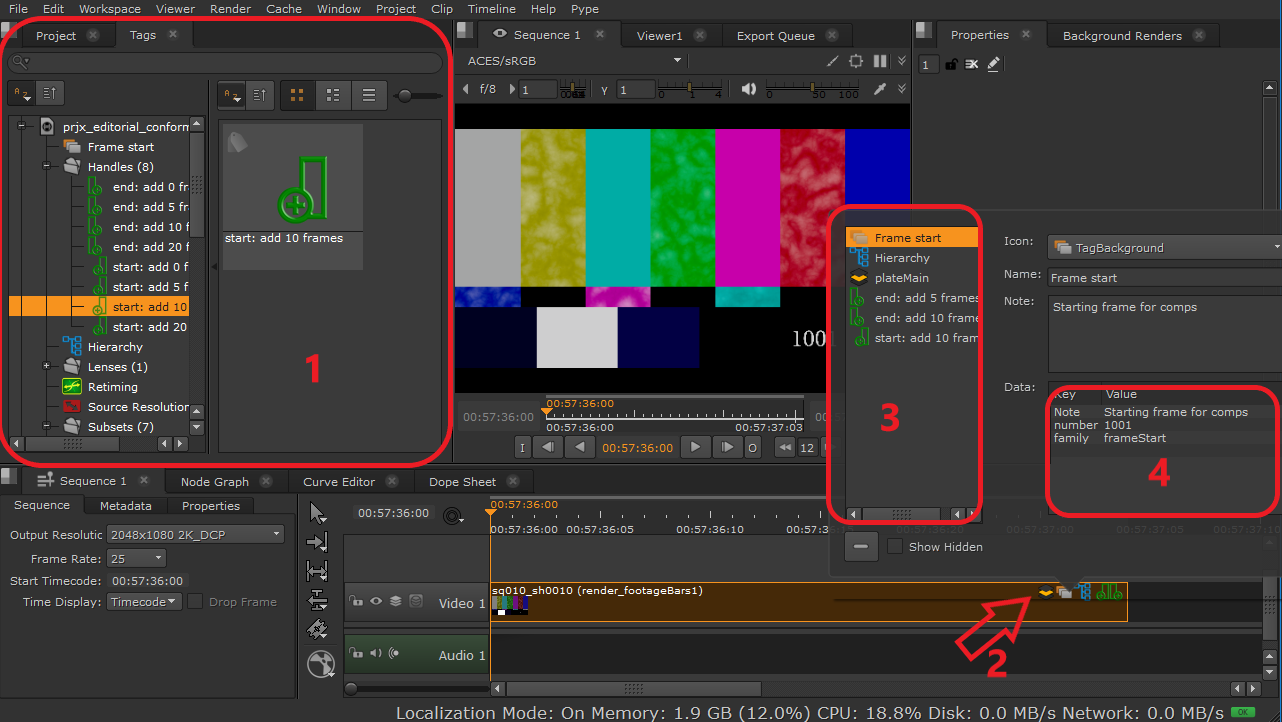 File Edit Workspace Viewer Render Cache Window Project Clip Timeline Help Pype
Project Tags
prjx_editorial_conform
Frame start
Handles (8)
end: add 0 fr
end: add 5 fr
end: add 10 f
end: add 20 f
start: add 0 f
start: add 5 f
start: add 10
start: add 20
Hierarchy
Lenses (1)
Retiming
Source Resolution
Subsets (7)
start: add 10 frames
1
Sequence 1 Viewer1 Export Queue
ACES/sRGB
f/8 1 γ 1 0 1 4 0 50 100
1001
00:57:36:00 00:57:36:00
00:57:36:00 00:57:37:03
I 00:57:36:00 O 12
Properties Background Renders
1
Frame start
Hierarchy
plateMain
end: add 5 frames
end: add 10 frame
start: add 10 fram
3
Show Hidden
Icon: TagBackground
Name: Frame start
Note: Starting frame for comps
Data:
Key Value
Note Starting frame for comps
number 1001
family frameStart
4
Sequence 1 Node Graph Curve Editor Dope Sheet
Sequence Metadata Properties
Output Resolutic 2048x1080 2K_DCP
Frame Rate: 25
Start Timecode: 00:57:36:00
Time Display: Timecode Drop Frame
00:57:36:00
00:57:36:00
00:57:36:00 00:57:36:05 00:57:36:10 00:57:36:20 00:57:37:00 00:57:37:05 00:57:37:10
Video 1
sq010_sh0010 (render_footageBars1)
2
Audio 1
Localization Mode: On Memory: 1.9 GB (12.0%) CPU: 18.8% Disk: 0.0 MB/s Network: 0.0 MB/s OK